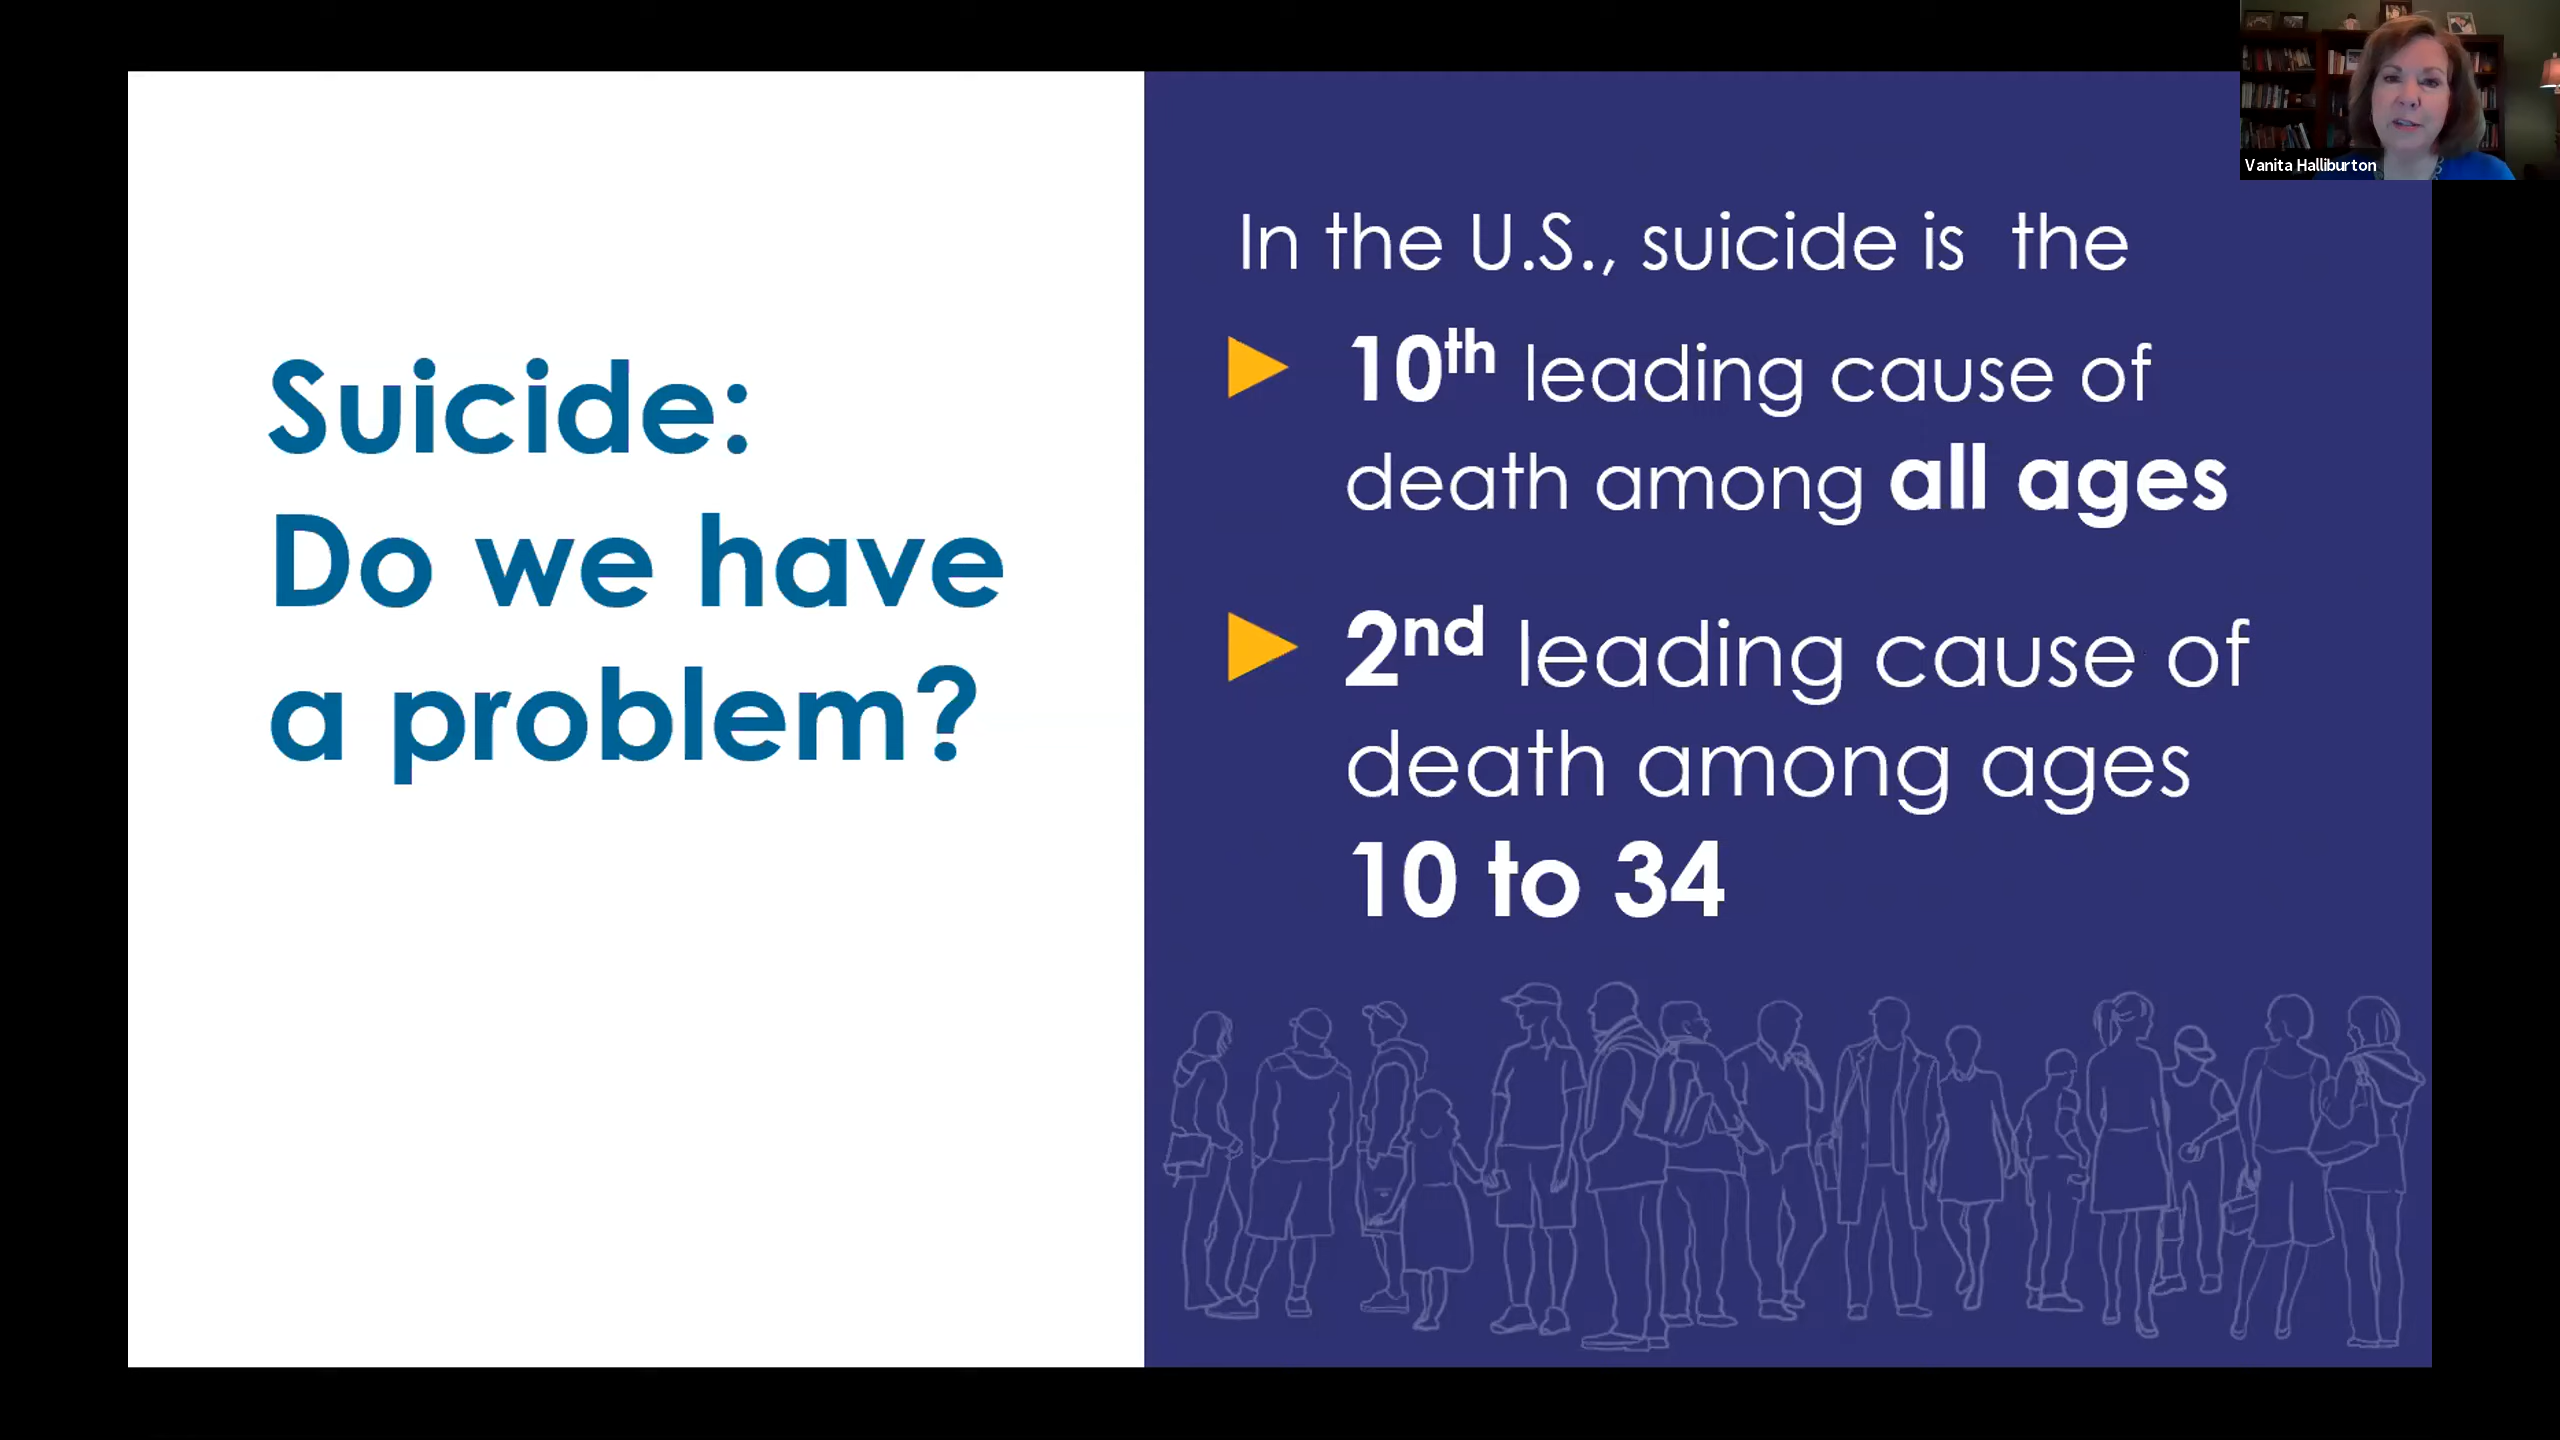 Vanita Halliburton
Suicide:
Do we have
a problem?
In the U.S., suicide is  the
10th leading cause of
death among all ages
2nd leading cause of
death among ages
10 to 34